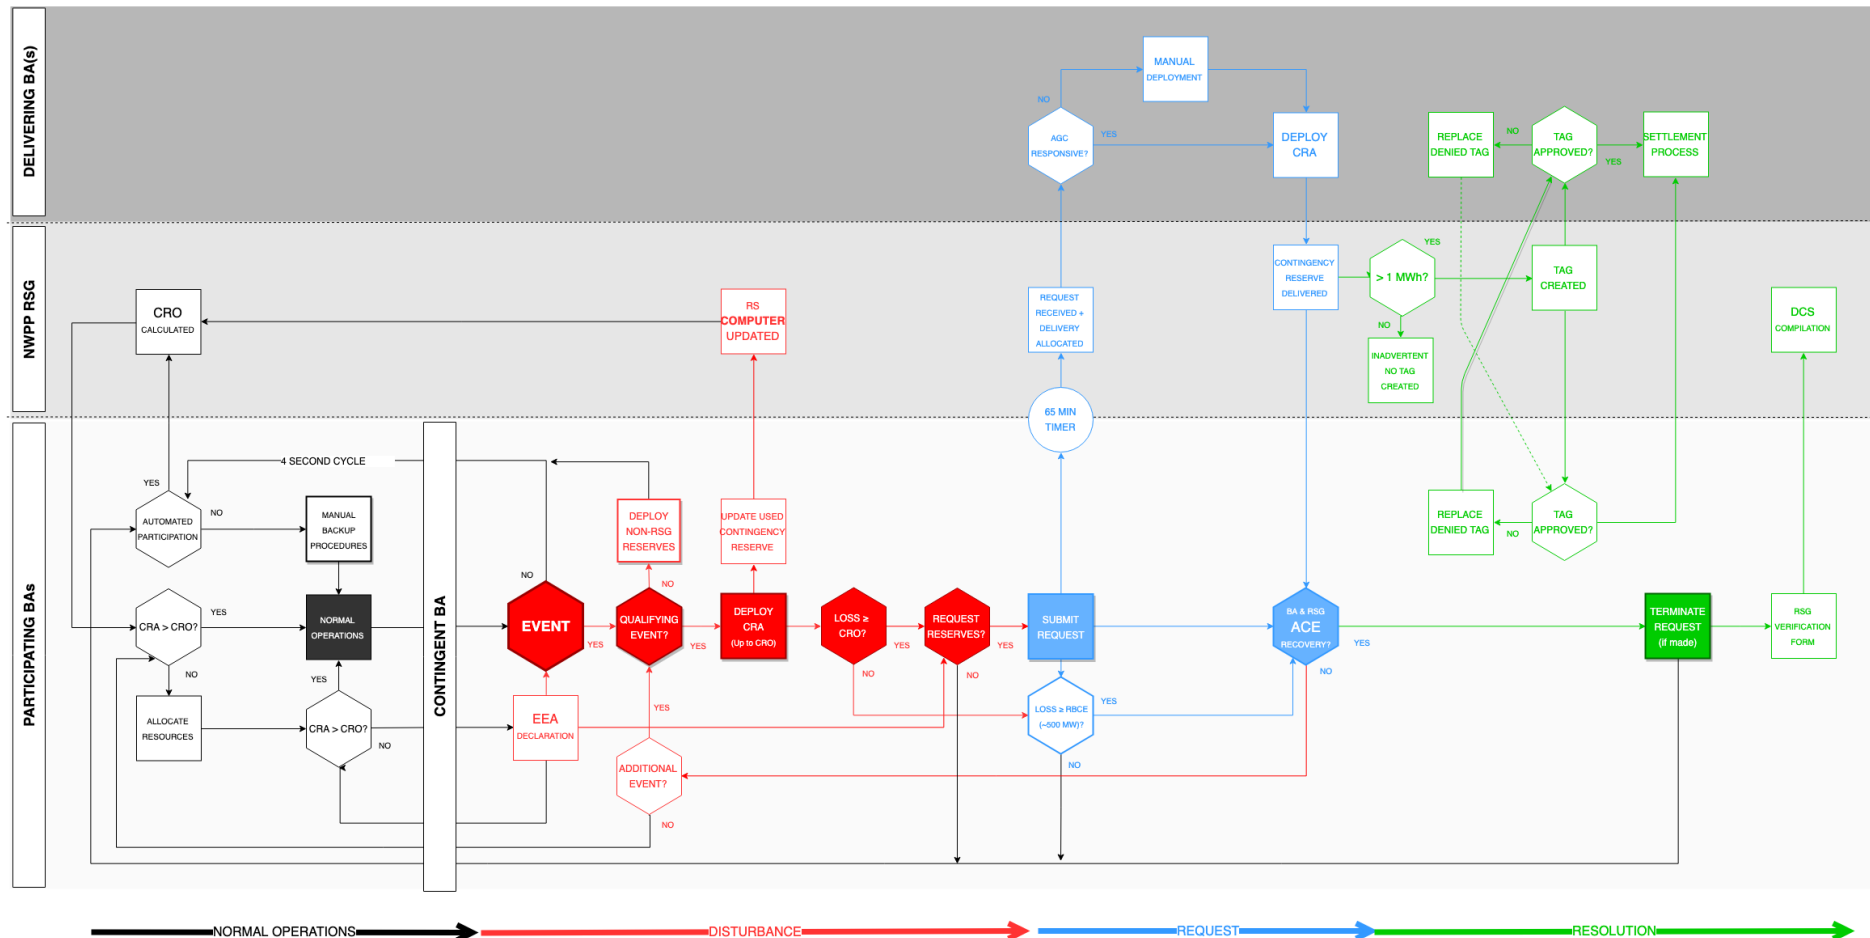 DELIVERING BA(s)
MANUAL
DEPLOYMENT
NO
AGC
RESPONSIVE?
YES
DEPLOY
CRA
REPLACE
DENIED TAG
NO
TAG
APPROVED?
YES
SETTLEMENT
PROCESS
NWPP RSG
CRO
CALCULATED
RS
COMPUTER
UPDATED
REQUEST
RECEIVED +
DELIVERY
ALLOCATED
65 MIN
TIMER
CONTINGENCY
RESERVE
DELIVERED
YES
> 1 MWh?
NO
INADVERTENT
NO TAG
CREATED
TAG
CREATED
DCS
COMPILATION
PARTICIPATING BAs
CONTINGENT BA
4 SECOND CYCLE
YES
AUTOMATED
PARTICIPATION
NO
MANUAL
BACKUP
PROCEDURES
CRA > CRO?
YES
NO
NORMAL
OPERATIONS
YES
ALLOCATE
RESOURCES
CRA > CRO?
NO
NO
EVENT
YES
EEA
DECLARATION
DEPLOY
NON-RSG
RESERVES
NO
QUALIFYING
EVENT?
YES
YES
ADDITIONAL
EVENT?
NO
UPDATE USED
CONTINGENCY
RESERVE
DEPLOY
CRA
(Up to CRO)
LOSS ≥
CRO?
YES
NO
REQUEST
RESERVES?
YES
NO
SUBMIT
REQUEST
LOSS ≥ RBCE
(~500 MW)?
YES
NO
BA & RSG
ACE
RECOVERY?
YES
NO
REPLACE
DENIED TAG
NO
TAG
APPROVED?
TERMINATE
REQUEST
(if made)
RSG
VERIFICATION
FORM
NORMAL OPERATIONS
DISTURBANCE
REQUEST
RESOLUTION